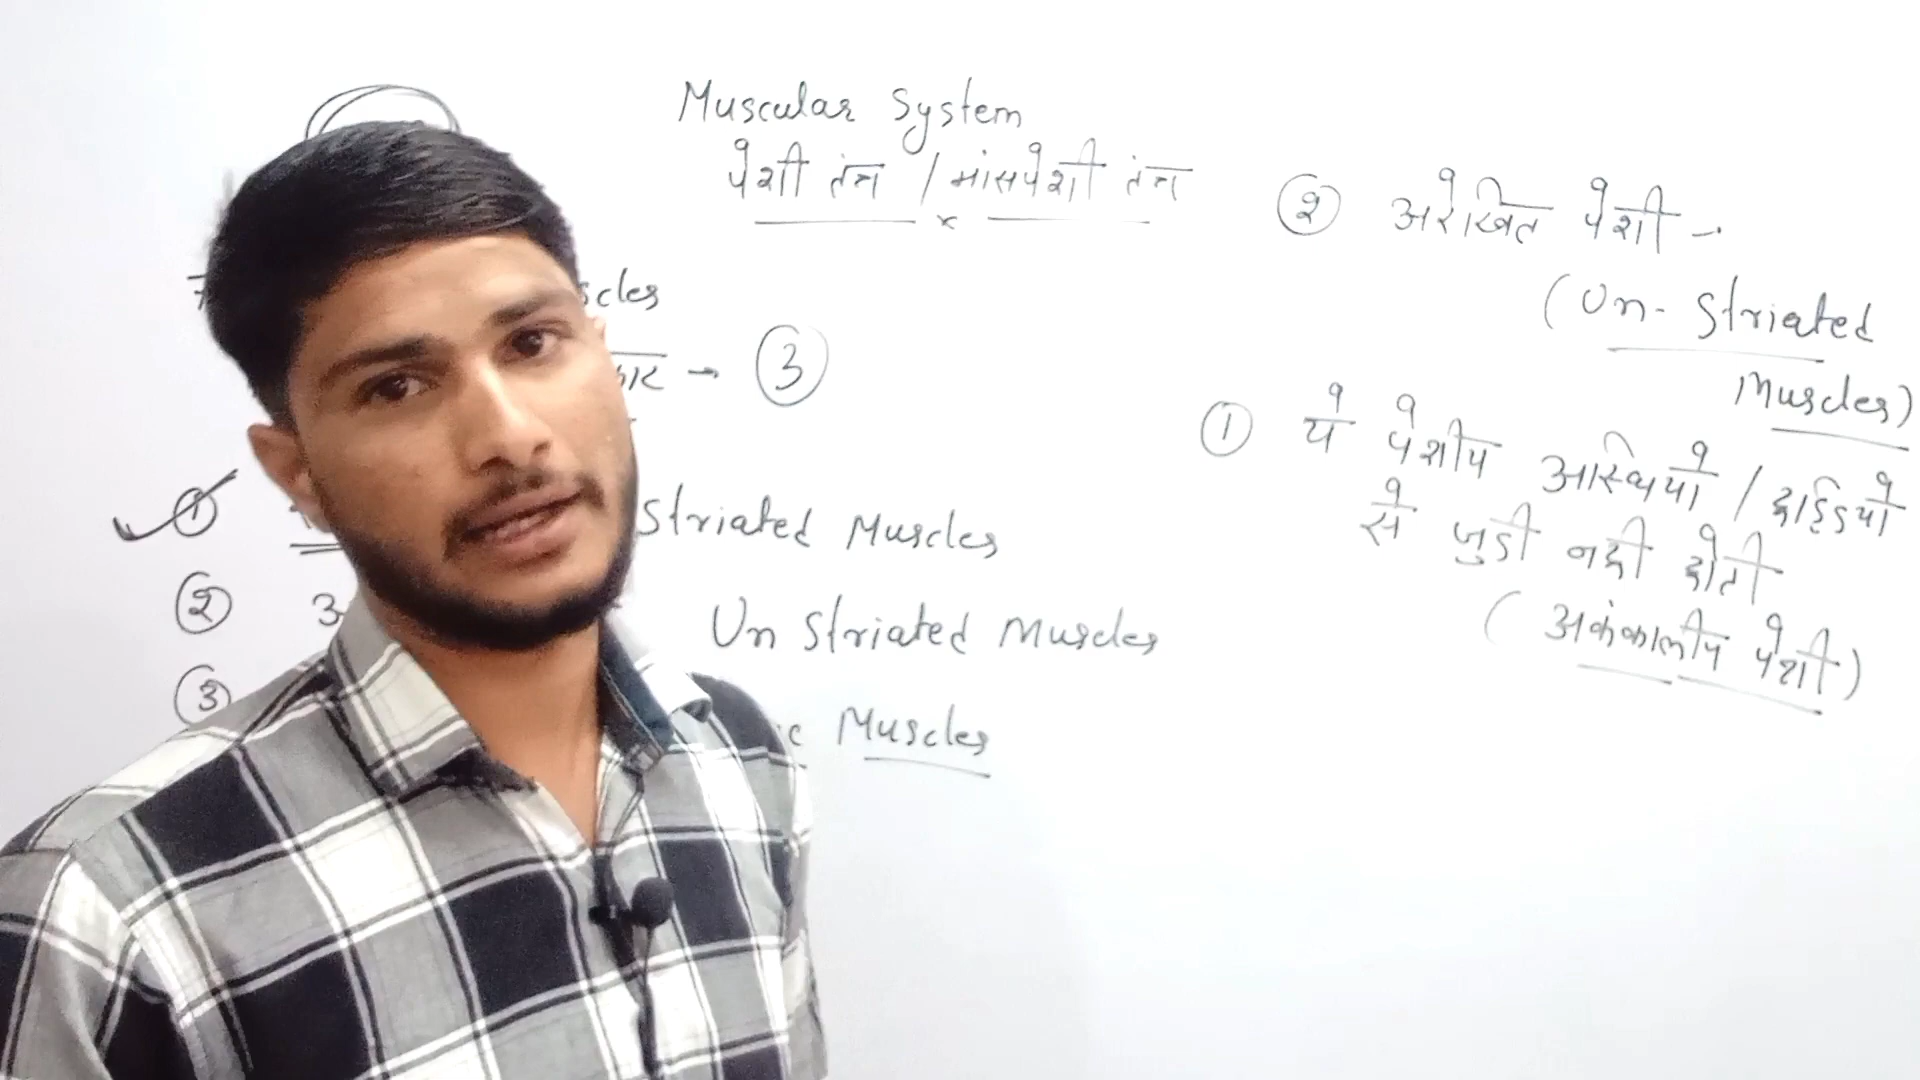 Muscular System
पेशी तंत्र / मांसपेशी तंत्र
scles
कार → ③
① Striated Muscles
② Un Striated Muscles
③ Muscles
② अरेखित पेशी -
(Un-Striated
Muscles)
① ये पेशीय अस्थियो / हड्डियो
से जुडी नही होती
(अकंकालीय पेशी)